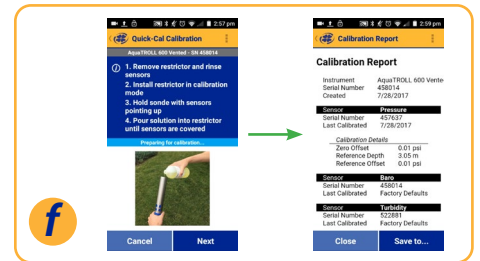 2:57 pm
Quick-Cal Calibration
AquaTROLL 600 Vented - SN 458014
1. Remove restrictor and rinse
sensors
2. Install restrictor in calibration
mode
3. Hold sonde with sensors
pointing up
4. Pour solution into restrictor
until sensors are covered
Preparing for calibration...
Cancel
Next
f
2:59 pm
Calibration Report
Calibration Report
Instrument AquaTROLL 600 Vente
Serial Number 458014
Created 7/28/2017
Sensor Pressure
Serial Number 457637
Last Calibrated 7/28/2017
Calibration Details
Zero Offset 0.01 psi
Reference Depth 3.05 m
Reference Offset 0.01 psi
Sensor Baro
Serial Number 458014
Last Calibrated Factory Defaults
Sensor Turbidity
Serial Number 522881
Last Calibrated Factory Defaults
Close
Save to...